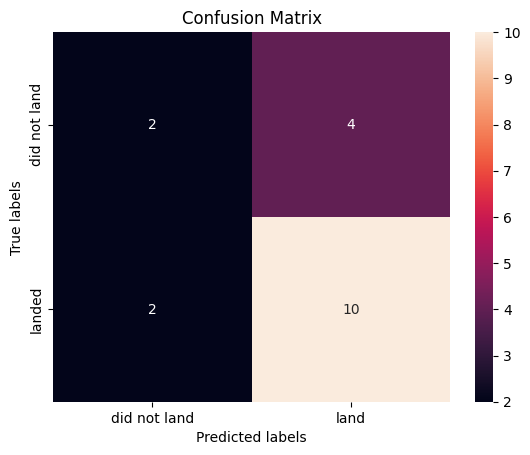 Confusion Matrix
True labels
did not land
landed
2
4
2
10
did not land
land
Predicted labels
10
9
8
7
6
5
4
3
2